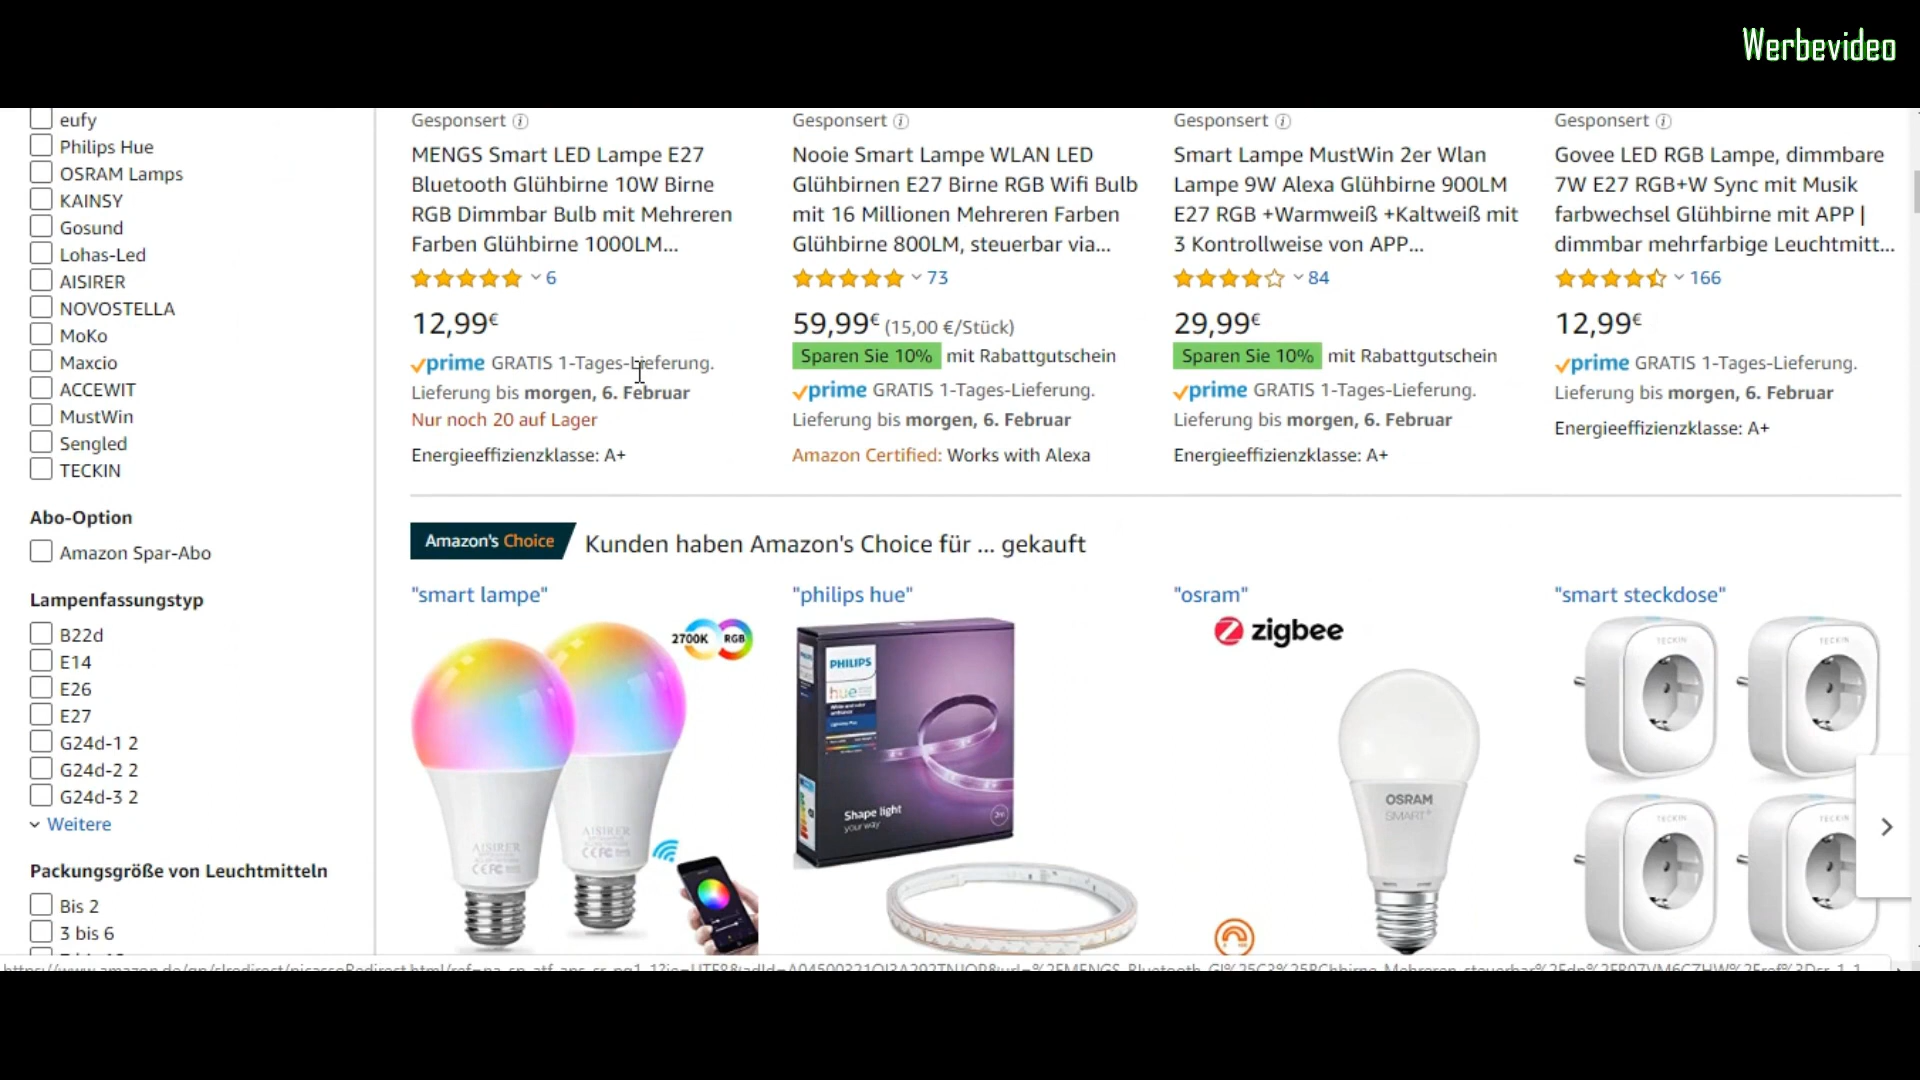 Werbevideo
eufy
Philips Hue
OSRAM Lamps
KAINSY
Gosund
Lohas-Led
AISIRER
NOVOSTELLA
MoKo
Maxcio
ACCEWIT
MustWin
Sengled
TECKIN
Abo-Option
Amazon Spar-Abo
Lampenfassungstyp
B22d
E14
E26
E27
G24d-1 2
G24d-2 2
G24d-3 2
Weitere
Packungsgröße von Leuchtmitteln
Bis 2
3 bis 6
Gesponsert
MENGS Smart LED Lampe E27
Bluetooth Glühbirne 10W Birne
RGB Dimmbar Bulb mit Mehreren
Farben Glühbirne 1000LM...
6
12,99€
prime GRATIS 1-Tages-Lieferung.
Lieferung bis morgen, 6. Februar
Nur noch 20 auf Lager
Energieeffizienzklasse: A+
Gesponsert
Nooie Smart Lampe WLAN LED
Glühbirnen E27 Birne RGB Wifi Bulb
mit 16 Millionen Mehreren Farben
Glühbirne 800LM, steuerbar via...
73
59,99€ (15,00 €/Stück)
Sparen Sie 10% mit Rabattgutschein
prime GRATIS 1-Tages-Lieferung.
Lieferung bis morgen, 6. Februar
Amazon Certified: Works with Alexa
Gesponsert
Smart Lampe MustWin 2er Wlan
Lampe 9W Alexa Glühbirne 900LM
E27 RGB +Warmweiß +Kaltweiß mit
3 Kontrollweise von APP...
84
29,99€
Sparen Sie 10% mit Rabattgutschein
prime GRATIS 1-Tages-Lieferung.
Lieferung bis morgen, 6. Februar
Energieeffizienzklasse: A+
Gesponsert
Govee LED RGB Lampe, dimmbare
7W E27 RGB+W Sync mit Musik
farbwechsel Glühbirne mit APP |
dimmbar mehrfarbige Leuchtmitt...
166
12,99€
prime GRATIS 1-Tages-Lieferung.
Lieferung bis morgen, 6. Februar
Energieeffizienzklasse: A+
Amazon's Choice Kunden haben Amazon's Choice für ... gekauft
"smart lampe"
2700K RGB
AISIRER
AISIRER
"philips hue"
PHILIPS
hue
Shape light
your way
"osram"
zigbee
OSRAM
SMART+
"smart steckdose"
TECKIN
TECKIN
TECKIN
TECKIN